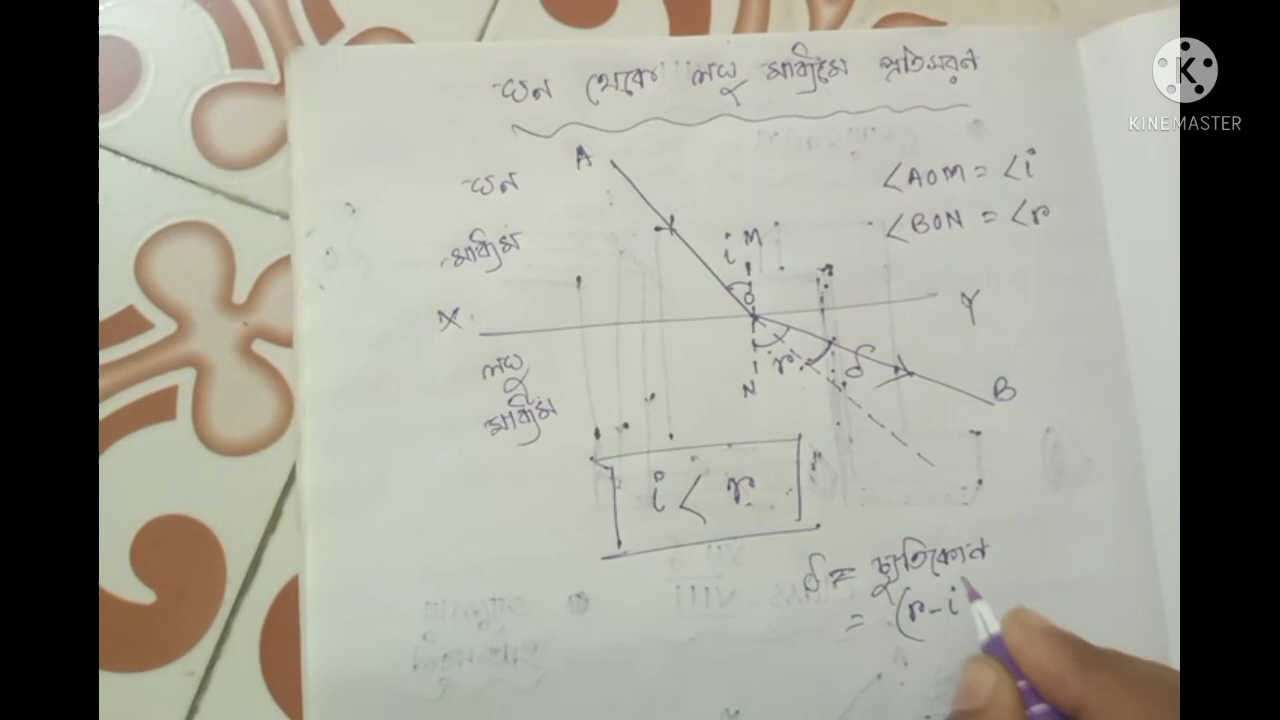 ঘন থেকে লঘু মাধ্যমে প্রতিসরণ
A
ঘন
মাধ্যম
∠AOM = ∠i
∠BON = ∠r
i M
O
X
Y
লঘু
মাধ্যম
r
δ
N
B
i < r
δ = চ্যুতিকোন
= (r-i
K
KINEMASTER